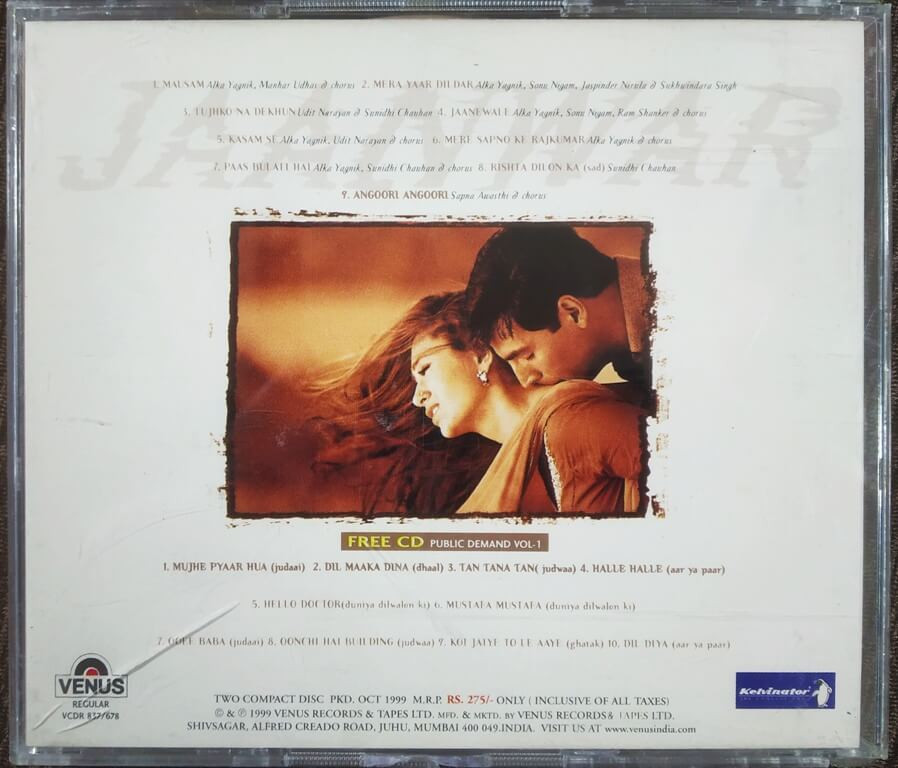 JAANWAR
1. MAUSAM Alka Yagnik, Manhar Udhas & chorus 2. MERA YAAR DILDAR Alka Yagnik, Sonu Nigam, Jaspinder Nirula & Sukhwindara Singh
3. TUJHKO NA DEKHUN Udit Narayan & Sunidhi Chauhan 4. JAANEWALE Alka Yagnik, Sonu Nigam, Ram Shanker & chorus
5. KASAM SE Alka Yagnik, Udit Narayan & chorus 6. MERE SAPNO KE RAJKUMAR Alka Yagnik & chorus
7. PAAS BULATI HAI Alka Yagnik, Sunidhi Chauhan & chorus 8. RISHTA DILON KA (sad) Sunidhi Chauhan
9. ANGOORI ANGOORI Sapna Awasthi & chorus
FREE CD PUBLIC DEMAND VOL-1
1. MUJHE PYAAR HUA (judaai) 2. DIL MAAKA DINA (dhaal) 3. TAN TANA TAN( judwaa) 4. HALLE HALLE (aar ya paar)
5. HELLO DOCTOR(duniya dilwalon ki) 6. MUSTAFA MUSTAFA (duniya dilwalon ki)
7. BABA (judaai) 8. OONCHI HAI BUILDING (judwaa) 9. KOI JAIYE TO LE AAYE (ghatak) 10. DIL DIYA (aar ya paar)
VENUS
REGULAR
VCDR 837/678
Kelvinator
TWO COMPACT DISC PKD. OCT 1999 M.R.P. RS. 275/- ONLY ( INCLUSIVE OF ALL TAXES)
© & ℗ 1999 VENUS RECORDS & TAPES LTD. MFD. & MKTD. BY VENUS RECORDS & TAPES LTD.
SHIVSAGAR, ALFRED CREADO ROAD, JUHU, MUMBAI 400 049.INDIA. VISIT US AT www.venusindia.com